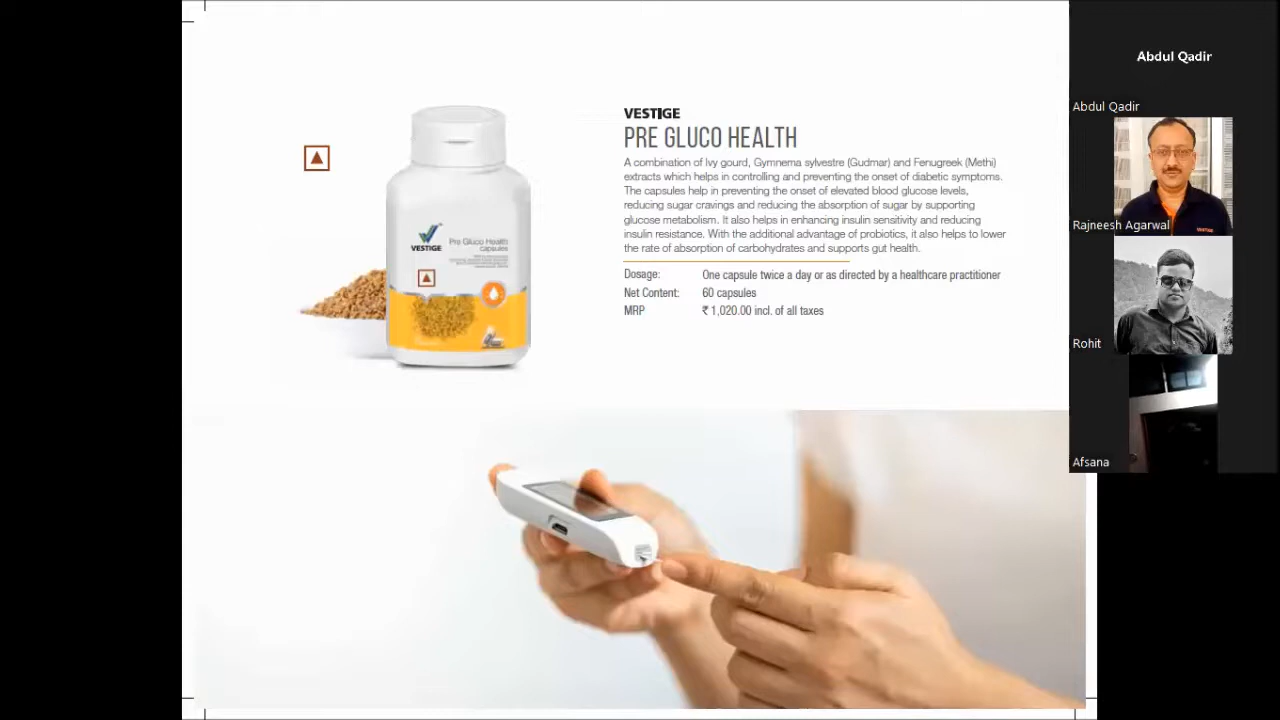 VESTIGE
PRE GLUCO HEALTH
A combination of Ivy gourd, Gymnema sylvestre (Gudmar) and Fenugreek (Methi)
extracts which helps in controlling and preventing the onset of diabetic symptoms.
The capsules help in preventing the onset of elevated blood glucose levels,
reducing sugar cravings and reducing the absorption of sugar by supporting
glucose metabolism. It also helps in enhancing insulin sensitivity and reducing
insulin resistance. With the additional advantage of probiotics, it also helps to lower
the rate of absorption of carbohydrates and supports gut health.
Dosage: One capsule twice a day or as directed by a healthcare practitioner
Net Content: 60 capsules
MRP ₹ 1,020.00 incl. of all taxes
VESTIGE
Pre Gluco Health
capsules
Abdul Qadir
Abdul Qadir
Rajneesh Agarwal
Rohit
Afsana